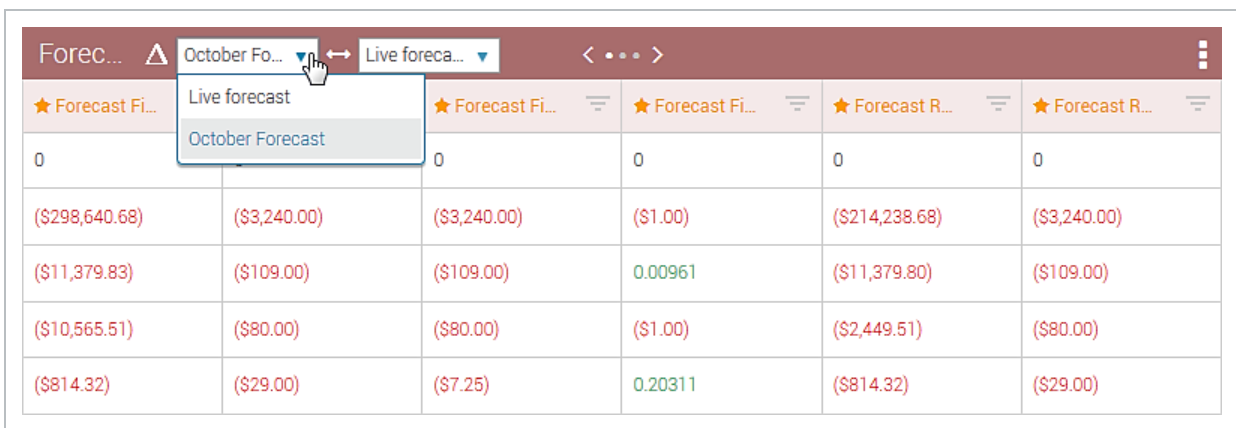 Forec... Δ October Fo... ▼ ↔ Live foreca... ▼ < ••• >
Live forecast
October Forecast
★ Forecast Fi... ★ Forecast Fi... ★ Forecast Fi... ★ Forecast R... ★ Forecast R...
0 0 0 0 0
($298,640.68) ($3,240.00) ($3,240.00) ($1.00) ($214,238.68) ($3,240.00)
($11,379.83) ($109.00) ($109.00) 0.00961 ($11,379.80) ($109.00)
($10,565.51) ($80.00) ($80.00) ($1.00) ($2,449.51) ($80.00)
($814.32) ($29.00) ($7.25) 0.20311 ($814.32) ($29.00)